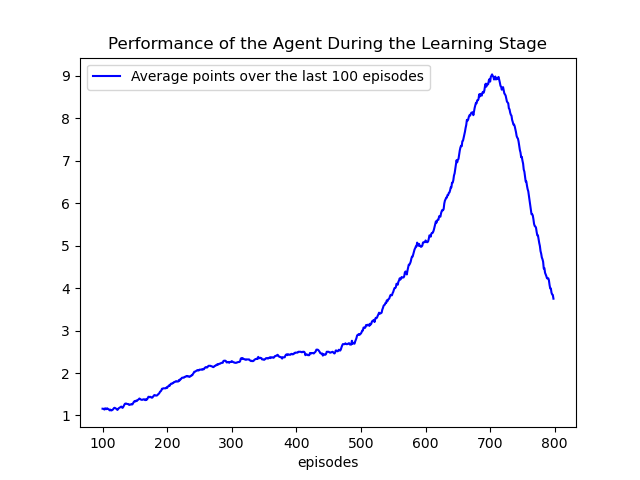 Performance of the Agent During the Learning Stage
Average points over the last 100 episodes
9
8
7
6
5
4
3
2
1
100 200 300 400 500 600 700 800
episodes